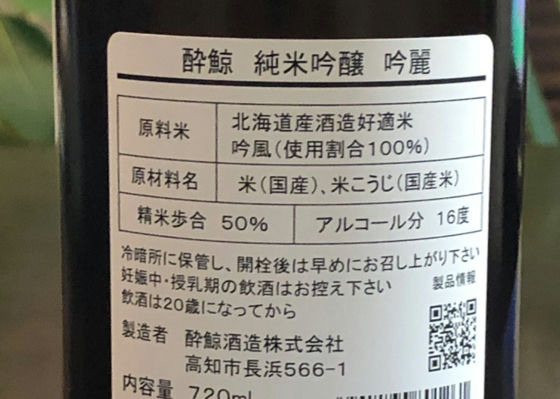 酔鯨 純米吟醸 吟麗
原料米 北海道産酒造好適米
吟風(使用割合100%)
原材料名 米(国産)、米こうじ(国産米)
精米歩合 50% アルコール分 16度
冷暗所に保管し、開栓後は早めにお召し上がり下さい
妊娠中・授乳期の飲酒はお控え下さい
製品情報
飲酒は20歳になってから
製造者 酔鯨酒造株式会社
高知市長浜566-1
内容量 720ml